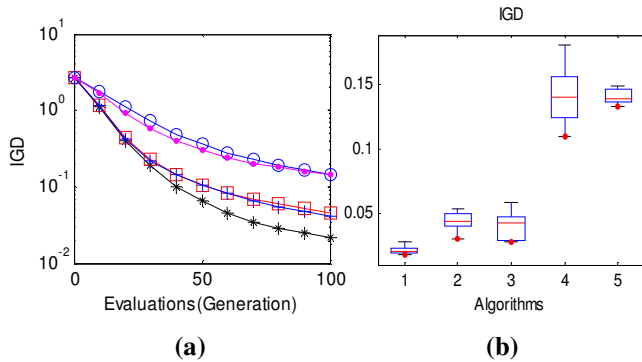 IGD
10^1
10^0
10^-1
10^-2
0
50
100
Evaluations(Generation)
(a)
IGD
0.15
0.1
0.05
1 2 3 4 5
Algorithms
(b)